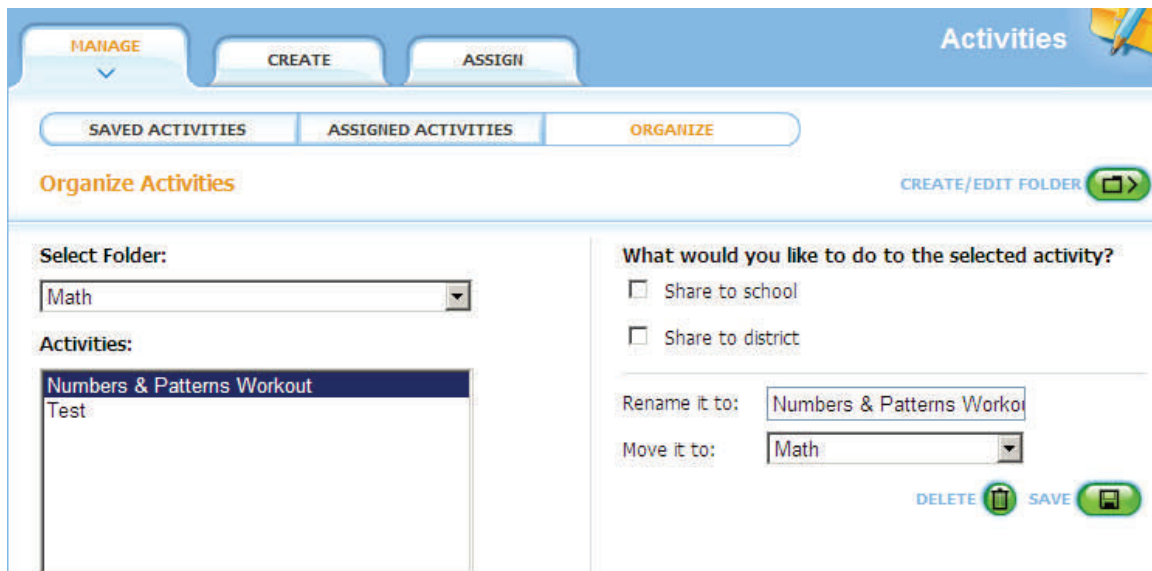 Activities
MANAGE
CREATE
ASSIGN
SAVED ACTIVITIES
ASSIGNED ACTIVITIES
ORGANIZE
Organize Activities
CREATE/EDIT FOLDER
Select Folder:
Math
Activities:
Numbers & Patterns Workout
Test
What would you like to do to the selected activity?
Share to school
Share to district
Rename it to: Numbers & Patterns Workou
Move it to: Math
DELETE
SAVE